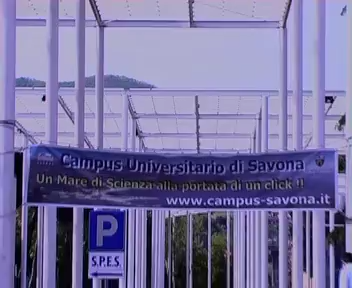 Campus Universitario di Savona
Un Mare di Scienza alla portata di un click !!
www.campus-savona.it
P
S.P.E.S.